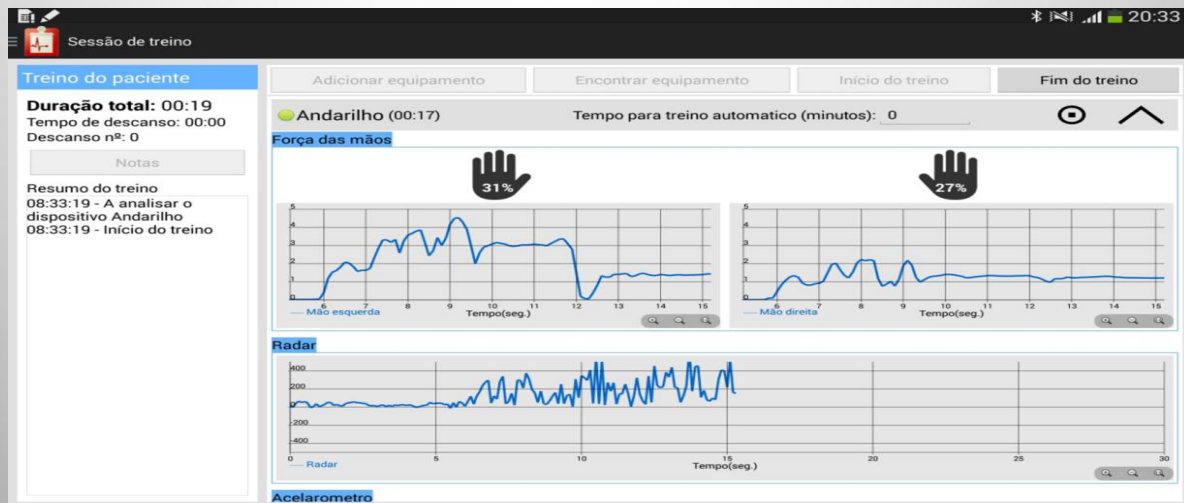 20:33
Sessão de treino
Treino do paciente
Duração total: 00:19
Tempo de descanso: 00:00
Descanso nº: 0
Notas
Resumo do treino
08:33:19 - A analisar o
dispositivo Andarilho
08:33:19 - Início do treino
Adicionar equipamento
Encontrar equipamento
Início do treino
Fim do treino
Andarilho (00:17)
Tempo para treino automatico (minutos): 0
Força das mãos
31%
27%
5
4
3
2
1
0
6 7 8 9 10 11 12 13 14 15
Mão esquerda
Tempo(seg.)
5
4
3
2
1
0
6 7 8 9 10 11 12 13 15
Mão direita
Tempo(seg.)
Radar
400
200
0
-200
-400
0 5 10 15 20 25 30
Radar
Tempo(seg.)
Acelarometro